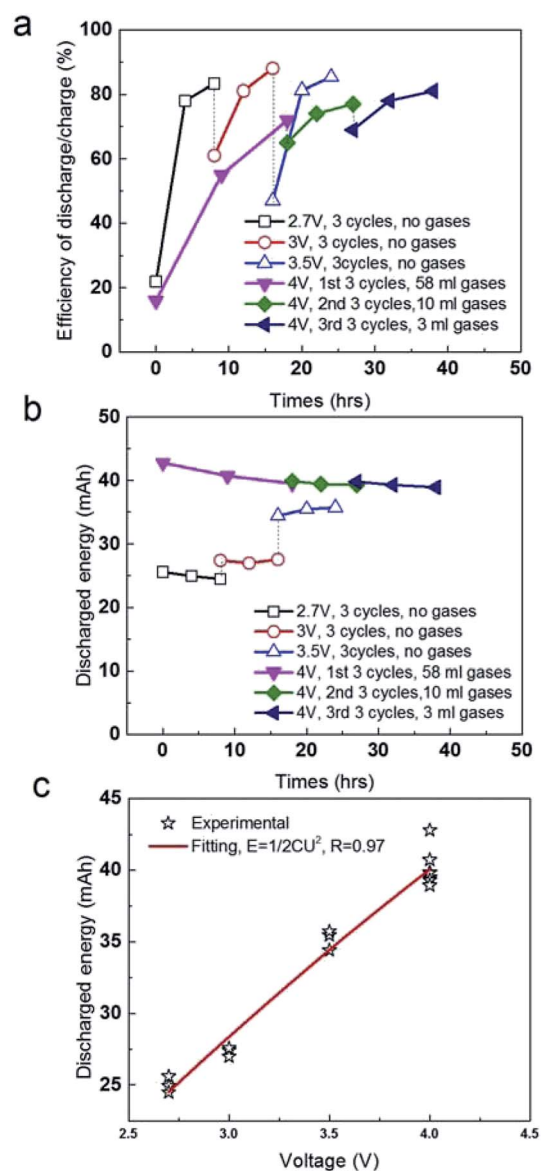 a
100
80
60
40
20
0
Efficiency of discharge/charge (%)
2.7V, 3 cycles, no gases
3V, 3 cycles, no gases
3.5V, 3cycles, no gases
4V, 1st 3 cycles, 58 ml gases
4V, 2nd 3 cycles,10 ml gases
4V, 3rd 3 cycles, 3 ml gases
0 10 20 30 40 50
Times (hrs)
b
50
40
30
20
10
0
Discharged energy (mAh)
2.7V, 3 cycles, no gases
3V, 3 cycles, no gases
3.5V, 3cycles, no gases
4V, 1st 3 cycles, 58 ml gases
4V, 2nd 3 cycles,10 ml gases
4V, 3rd 3 cycles, 3 ml gases
0 10 20 30 40 50
Times (hrs)
c
45
40
35
30
25
Discharged energy (mAh)
Experimental
Fitting, E=1/2CU², R=0.97
2.5 3.0 3.5 4.0 4.5
Voltage (V)